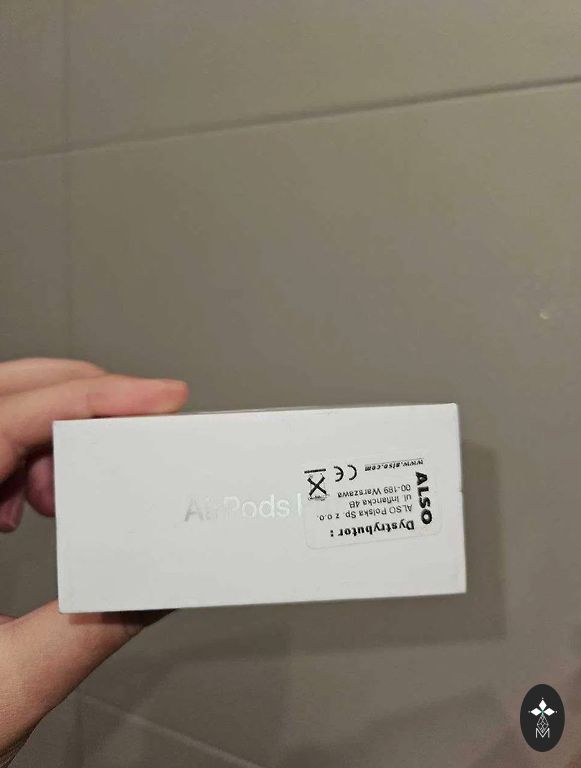 AirPods
Dystrybutor:
ALSO Polska Sp. z o.o.
ul Inflancka 4B
00-189 Warszawa
ALSO
www.also.com
CE
M